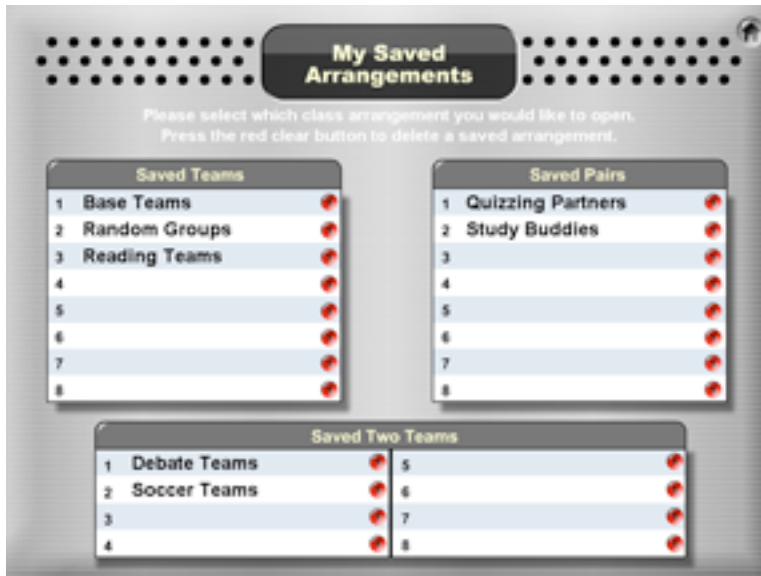 My Saved
Arrangements
Please select which class arrangement you would like to open.
Press the red clear button to delete a saved arrangement.
Saved Teams
1 Base Teams
2 Random Groups
3 Reading Teams
4
5
6
7
8
Saved Pairs
1 Quizzing Partners
2 Study Buddies
3
4
5
6
7
8
Saved Two Teams
1 Debate Teams
2 Soccer Teams
3
4
5
6
7
8